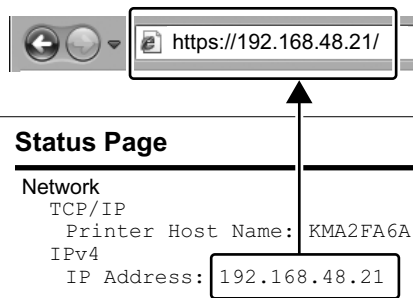 https://192.168.48.21/
Status Page
Network
TCP/IP
Printer Host Name: KMA2FA6A
IPv4
IP Address: 192.168.48.21